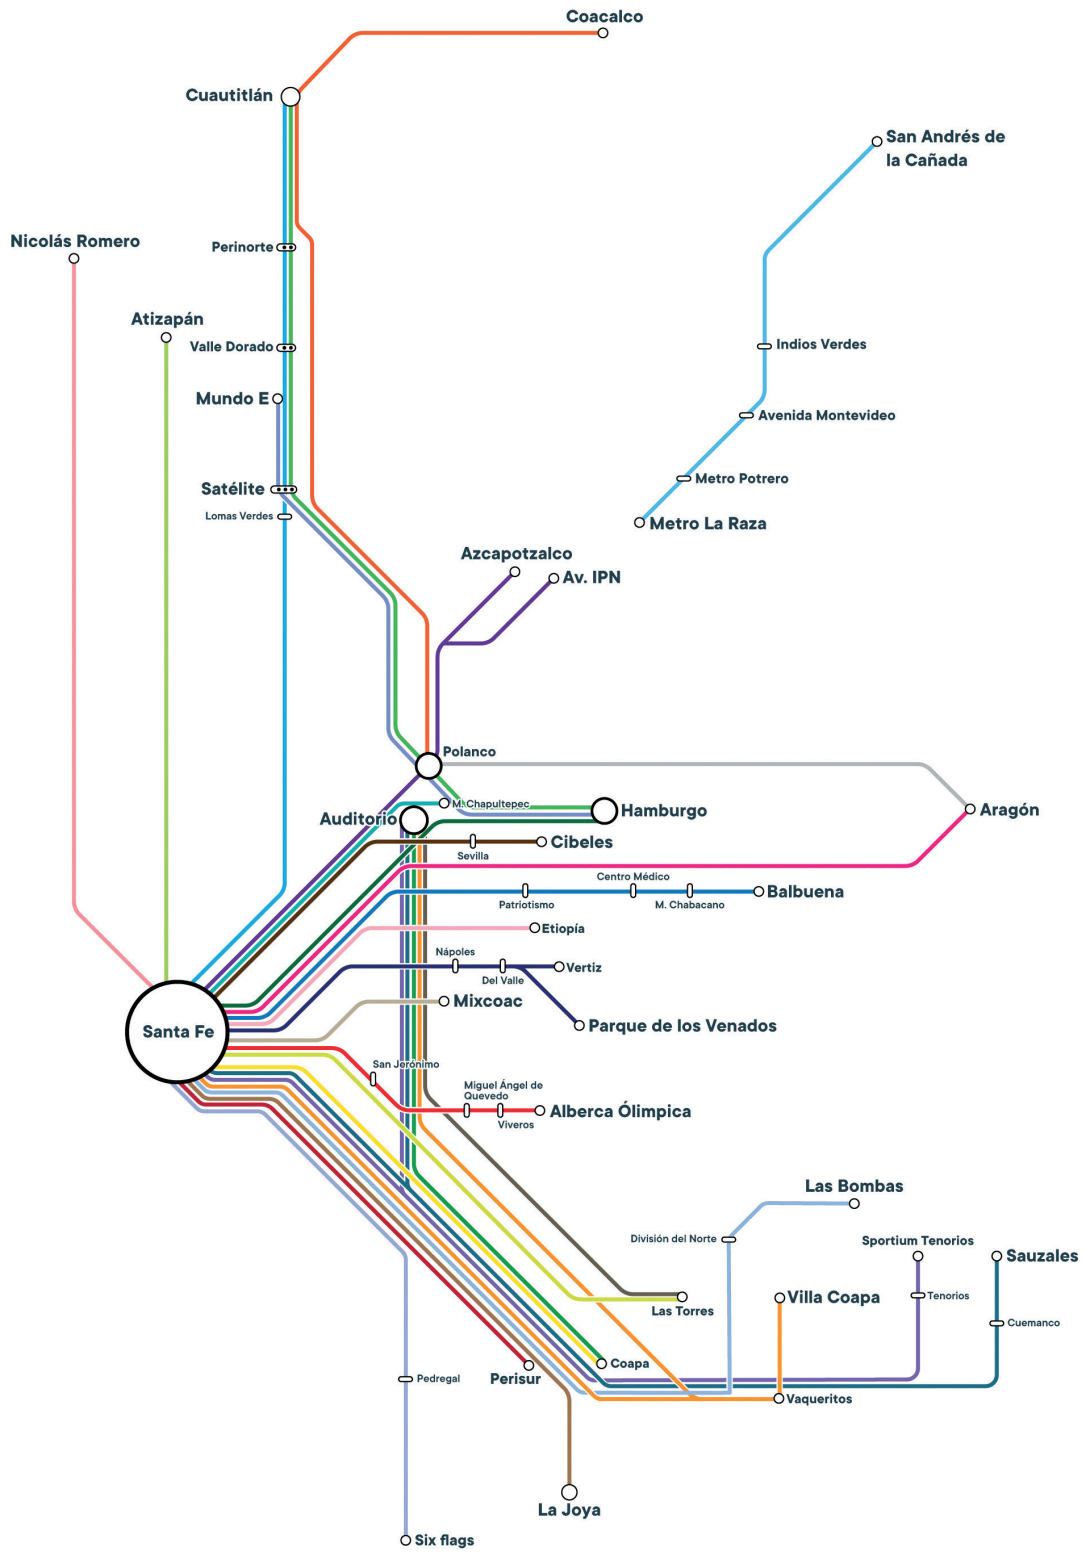 Coacalco
Cuautitlán
San Andrés de
la Cañada
Nicolás Romero
Perinorte
Atizapán
Valle Dorado
Indios Verdes
Mundo E
Avenida Montevideo
Metro Potrero
Satélite
Lomas Verdes
Metro La Raza
Azcapotzalco
Av. IPN
Polanco
M. Chapultepec
Auditorio
Hamburgo
Aragón
Cibeles
Sevilla
Centro Médico
Balbuena
Patriotismo
M. Chabacano
Etiopía
Nápoles
Vertiz
Del Valle
Mixcoac
Parque de los Venados
Santa Fe
San Jerónimo
Miguel Ángel de
Quevedo
Alberca Ólimpica
Viveros
Las Bombas
División del Norte
Sportium Tenorios
Sauzales
Villa Coapa
Tenorios
Las Torres
Cuemanco
Coapa
Perisur
Pedregal
Vaqueritos
La Joya
Six flags